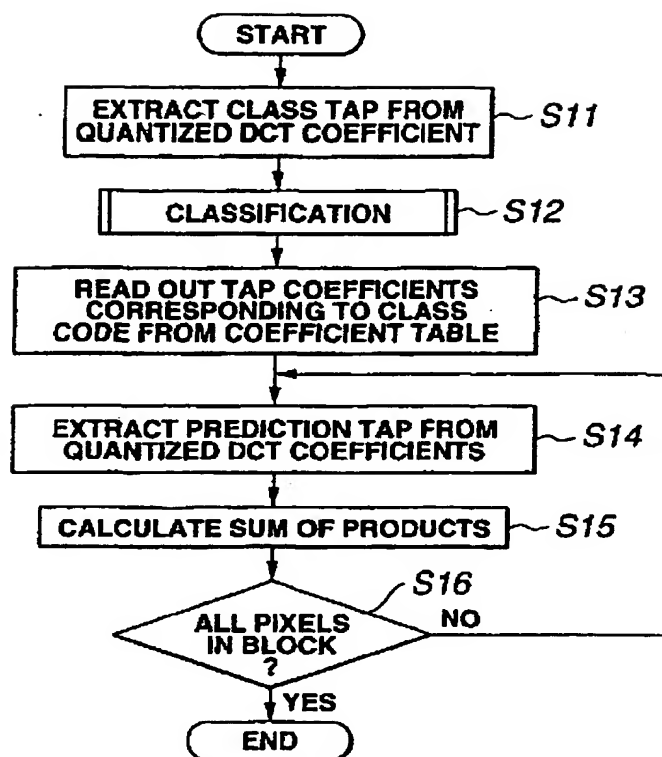 START
EXTRACT CLASS TAP FROM
QUANTIZED DCT COEFFICIENT
S11
CLASSIFICATION
S12
READ OUT TAP COEFFICIENTS
CORRESPONDING TO CLASS
CODE FROM COEFFICIENT TABLE
S13
EXTRACT PREDICTION TAP FROM
QUANTIZED DCT COEFFICIENTS
S14
CALCULATE SUM OF PRODUCTS
S15
S16
ALL PIXELS
IN BLOCK
?
NO
YES
END